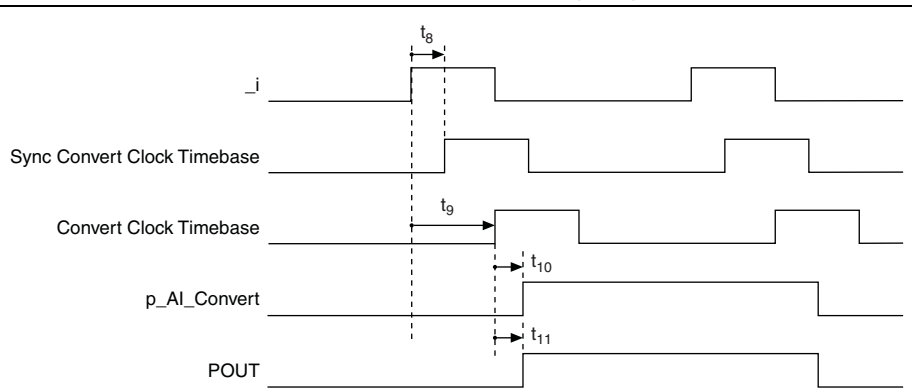 t8
_i
Sync Convert Clock Timebase
t9
Convert Clock Timebase
t10
p_AI_Convert
t11
POUT